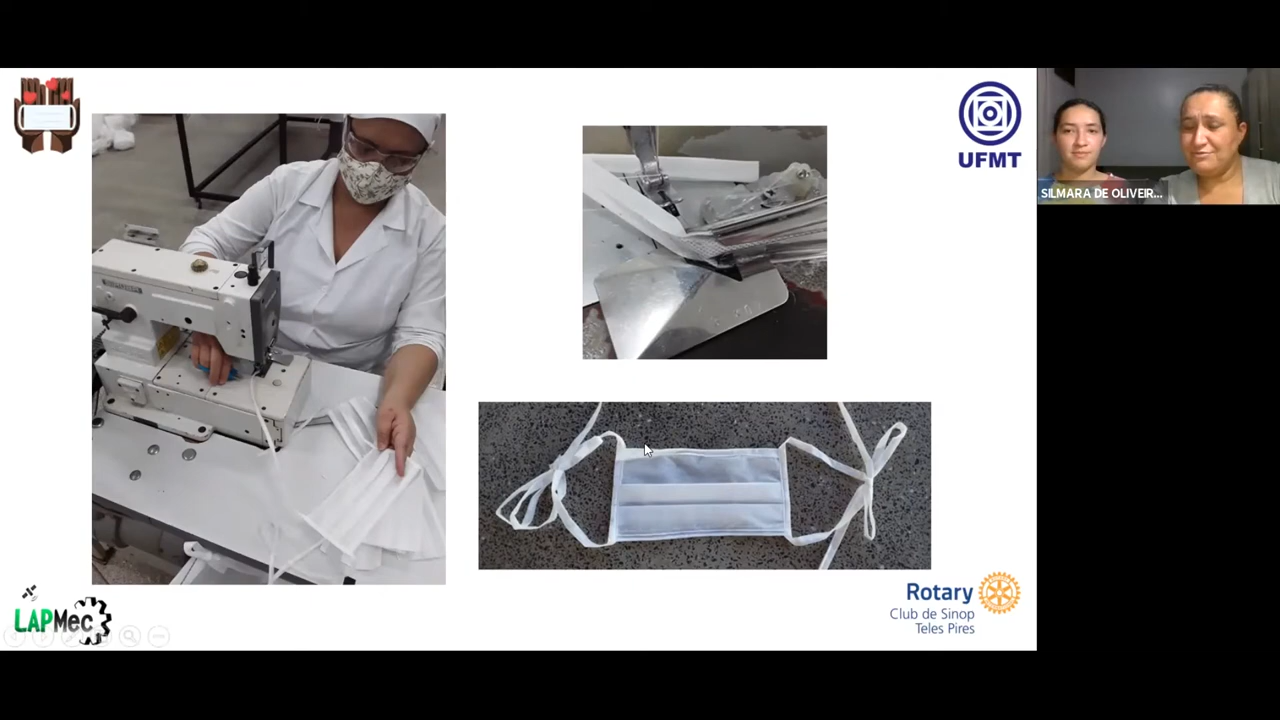 UFMT
SILMARA DE OLIVEIR...
LAPMec
Rotary
Club de Sinop
Teles Pires